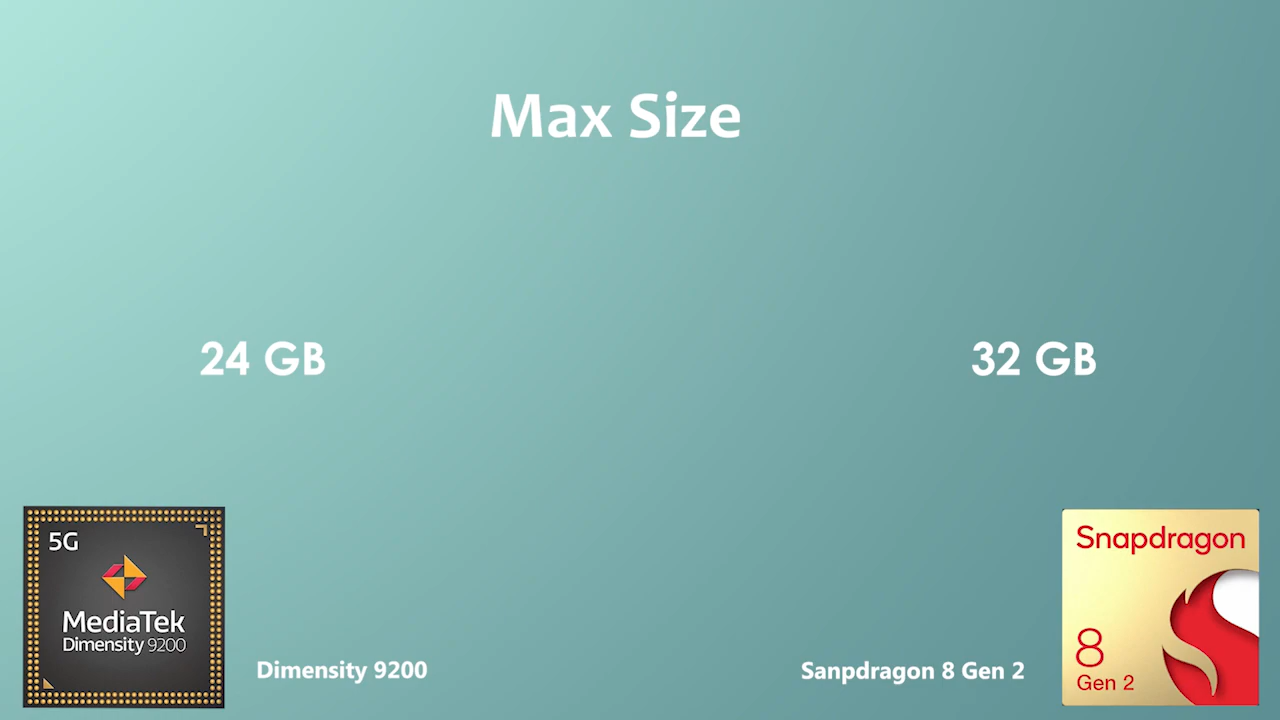 Max Size
24 GB
32 GB
5G
MediaTek
Dimensity 9200
Dimensity 9200
Sanpdragon 8 Gen 2
Snapdragon
8
Gen 2